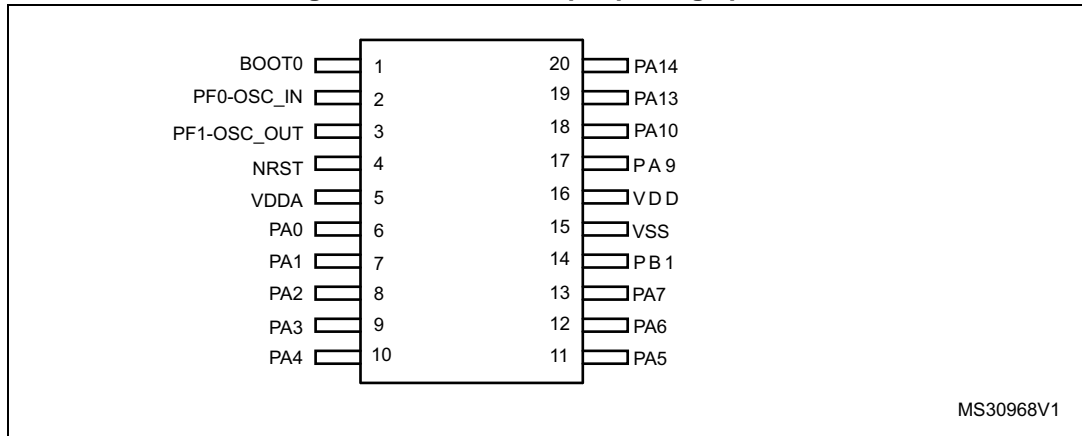 BOOT0 1 20 PA14
PF0-OSC_IN 2 19 PA13
PF1-OSC_OUT 3 18 PA10
NRST 4 17 PA9
VDDA 5 16 VDD
PA0 6 15 VSS
PA1 7 14 PB1
PA2 8 13 PA7
PA3 9 12 PA6
PA4 10 11 PA5
MS30968V1